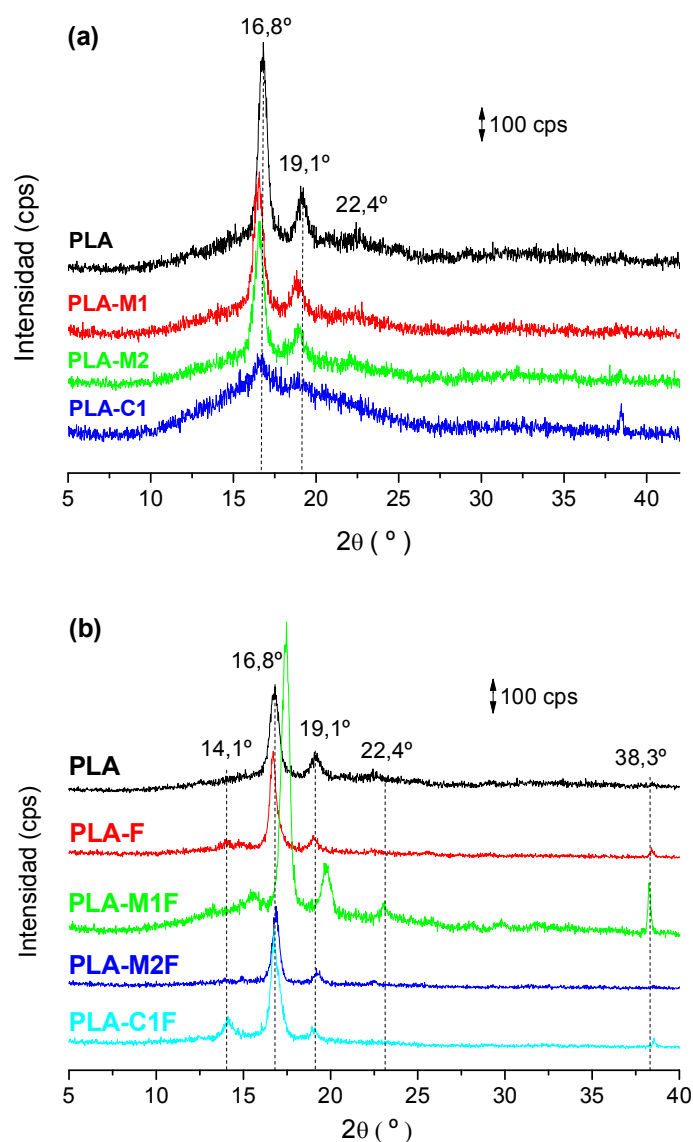 (a)
16,8º
100 cps
19,1º
22,4º
PLA
PLA-M1
PLA-M2
PLA-C1
Intensidad (cps)
5 10 15 20 25 30 35 40
2θ ( º )
(b)
16,8º
100 cps
14,1º
19,1º
22,4º
38,3º
PLA
PLA-F
PLA-M1F
PLA-M2F
PLA-C1F
Intensidad (cps)
5 10 15 20 25 30 35 40
2θ ( º )